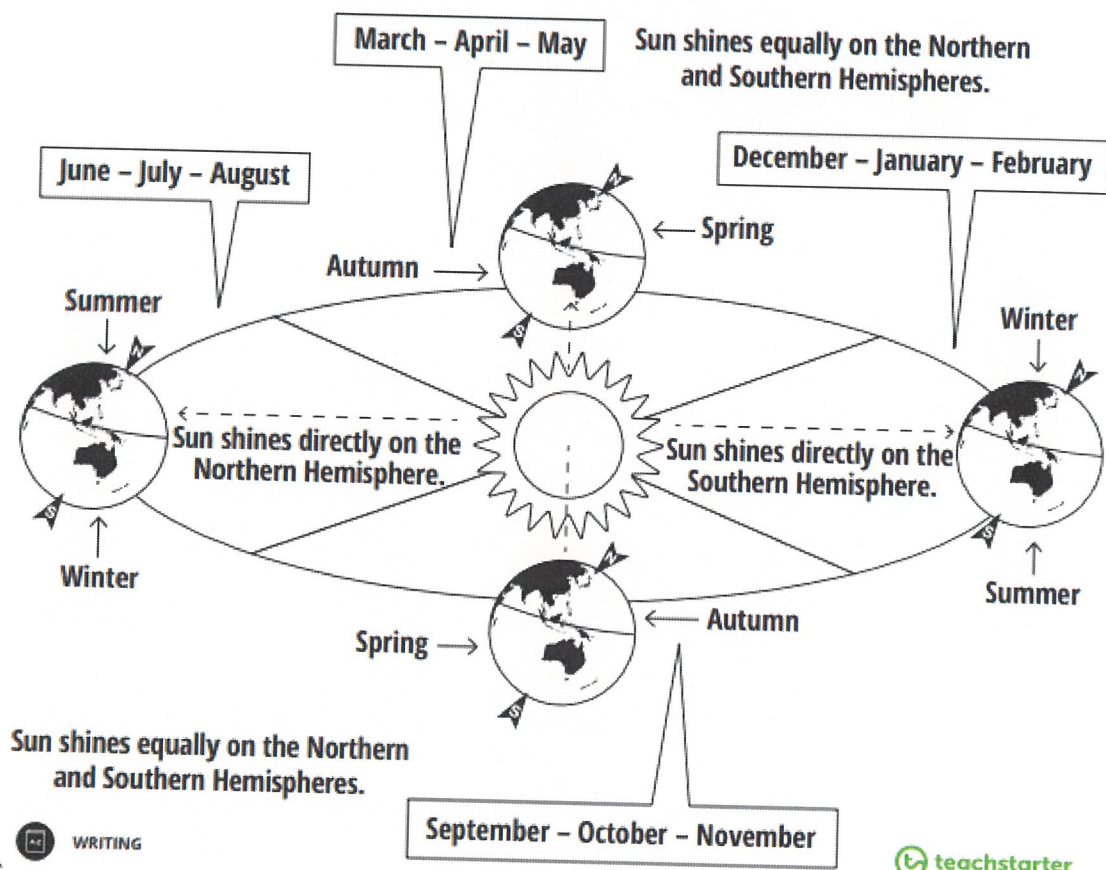 March – April – May
Sun shines equally on the Northern
and Southern Hemispheres.
June – July – August
December – January – February
N
Spring
Autumn
S
Summer
N
Winter
N
Sun shines directly on the
Northern Hemisphere.
Sun shines directly on the
Southern Hemisphere.
S
Winter
S
Summer
N
Autumn
Spring
S
Sun shines equally on the Northern
and Southern Hemispheres.
September – October – November
WRITING
teachstarter